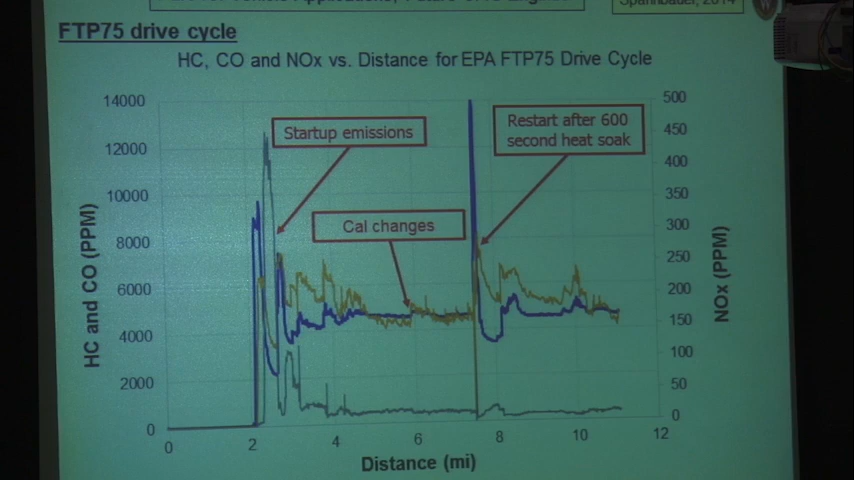 FTP75 drive cycle
HC, CO and NOx vs. Distance for EPA FTP75 Drive Cycle
14000
12000
10000
8000
6000
4000
2000
0
HC and CO (PPM)
Startup emissions
Cal changes
Restart after 600
second heat soak
500
450
400
350
300
250
200
150
100
50
0
NOx (PPM)
0
2
4
6
8
10
12
Distance (mi)